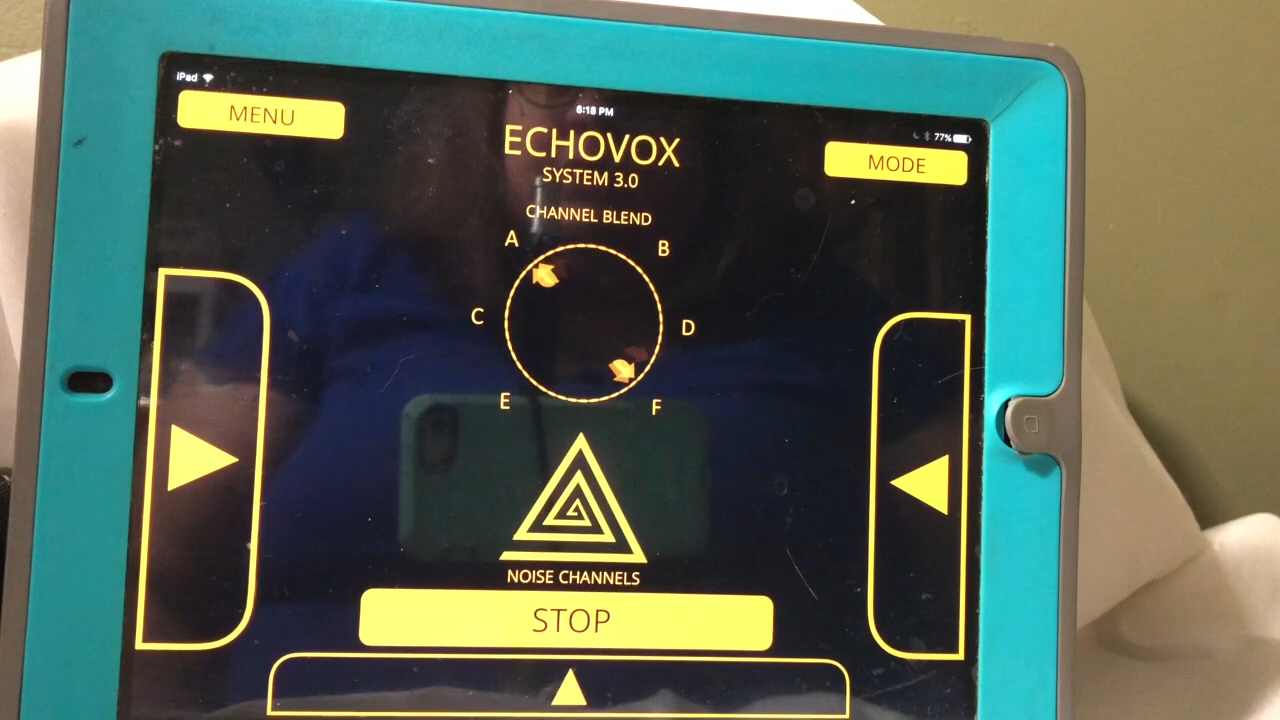 iPad
6:18 PM
77%
MENU
ECHOVOX
MODE
SYSTEM 3.0
CHANNEL BLEND
A
B
C
D
E
F
NOISE CHANNELS
STOP